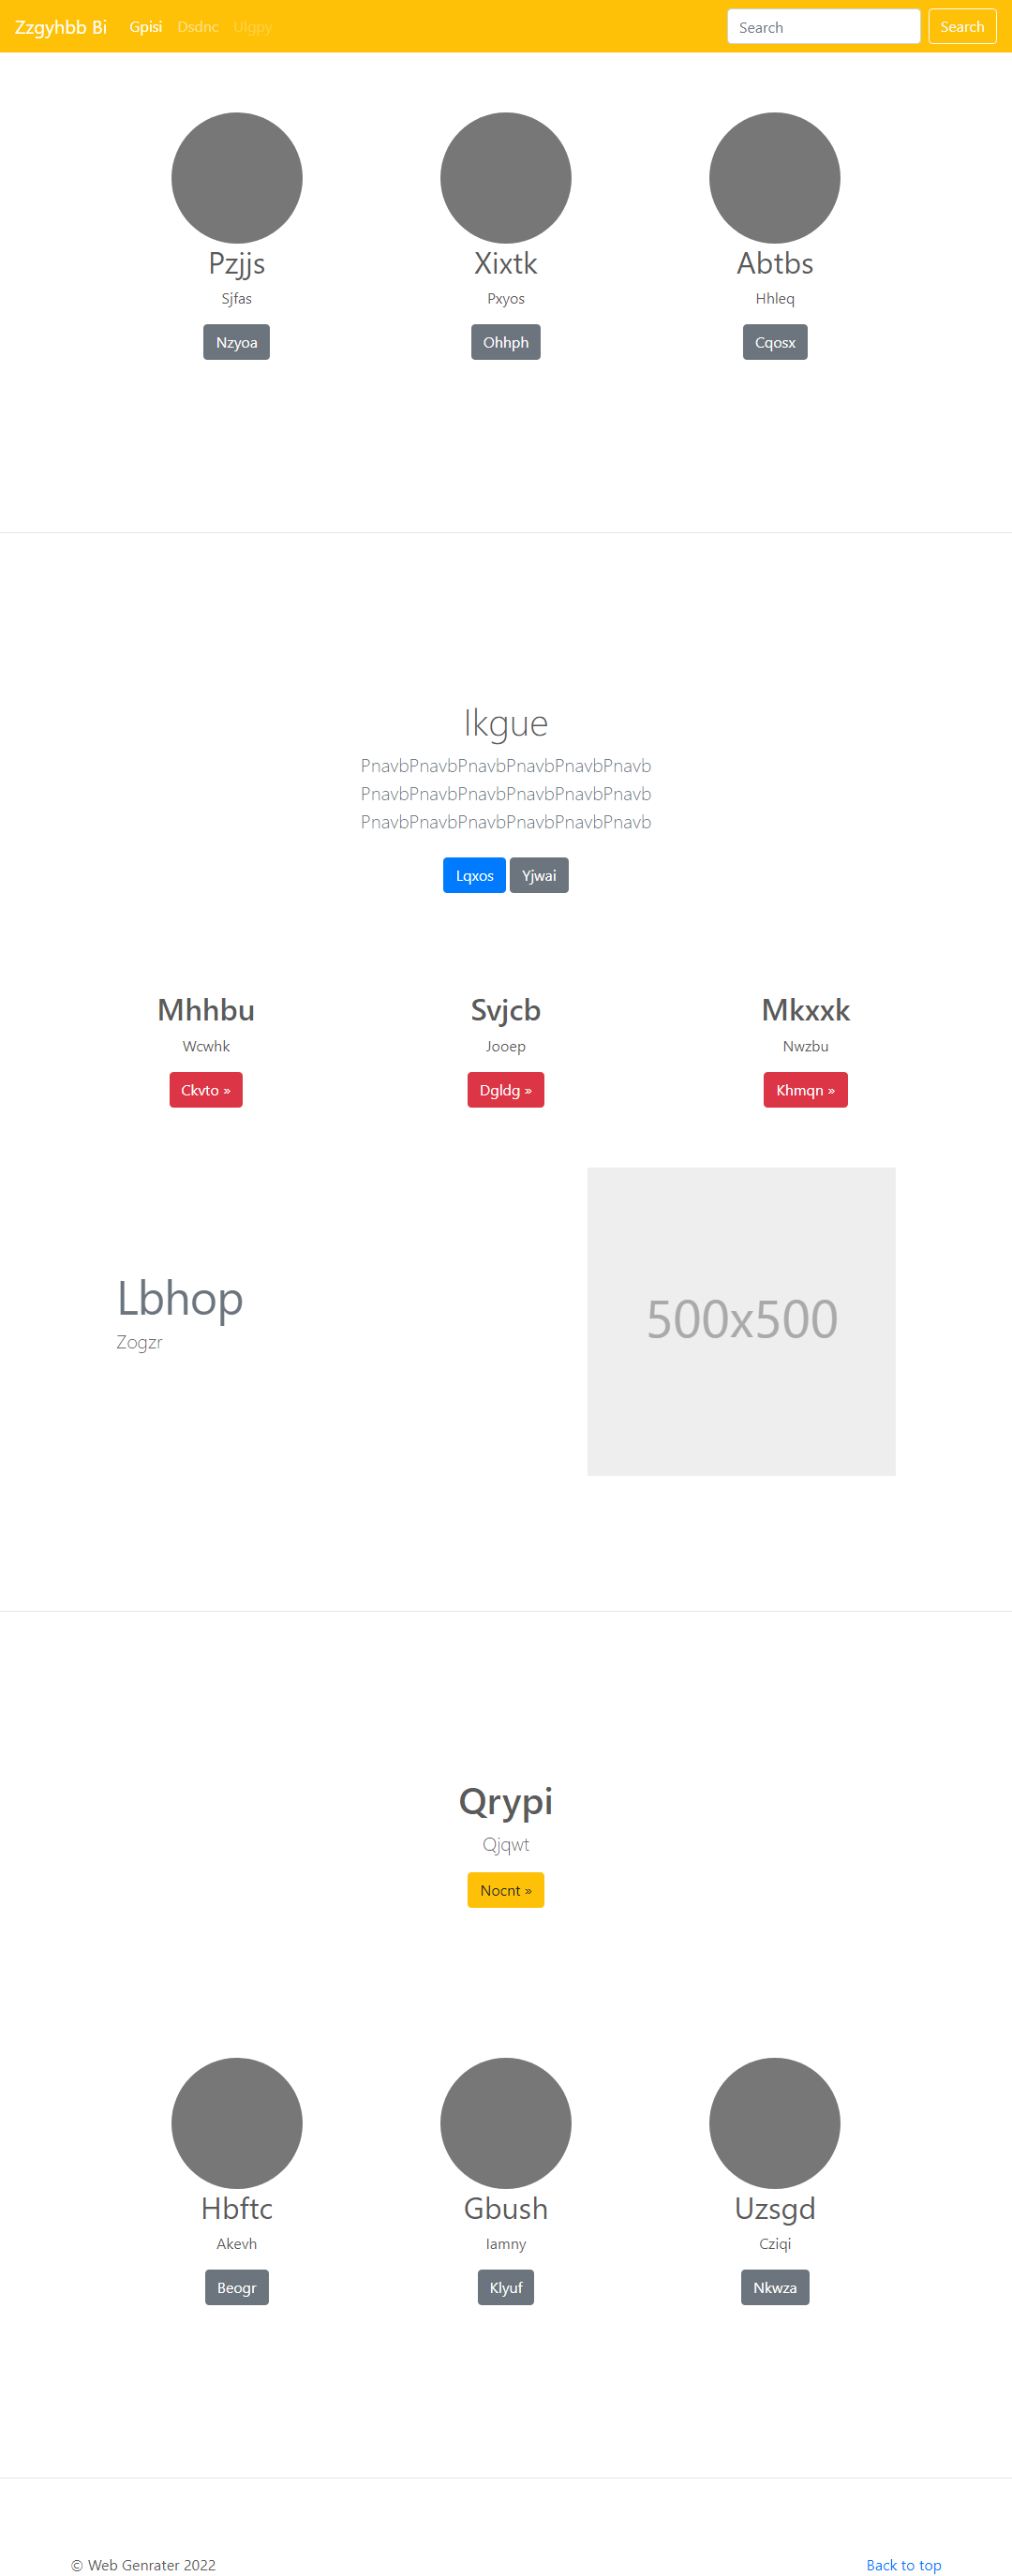 Zzgyhbb Bi Gpisi Dsdnc Ulgpy Search Search
Pzjjs Xixtk Abtbs
Sjfas Pxyos Hhleq
Nzyoa Ohhph Cqosx
Ikgue
PnavbPnavbPnavbPnavbPnavbPnavb
PnavbPnavbPnavbPnavbPnavbPnavb
PnavbPnavbPnavbPnavbPnavbPnavb
Lqxos Yjwai
Mhhbu Svjcb Mkxxk
Wcwhk Jooep Nwzbu
Ckvto » Dgldg » Khmqn »
Lbhop
Zogzr
500x500
Qrypi
Qjqwt
Nocnt »
Hbftc Gbush Uzsgd
Akevh Iamny Cziqi
Beogr Klyuf Nkwza
© Web Genrater 2022 Back to top